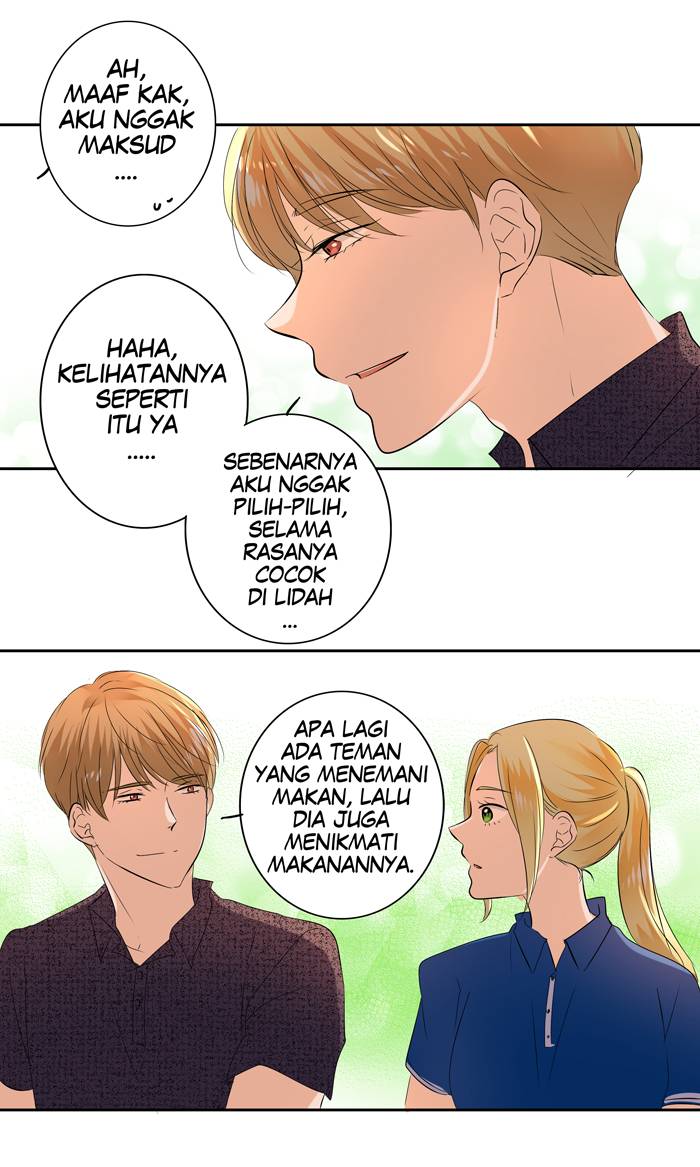 AH,
MAAF KAK,
AKU NGGAK
MAKSUD
....
HAHA,
KELIHATANNYA
SEPERTI
ITU YA
.....
SEBENARNYA
AKU NGGAK
PILIH-PILIH,
SELAMA
RASANYA
COCOK
DI LIDAH
...
APA LAGI
ADA TEMAN
YANG MENEMANI
MAKAN, LALU
DIA JUGA
MENIKMATI
MAKANANNYA.